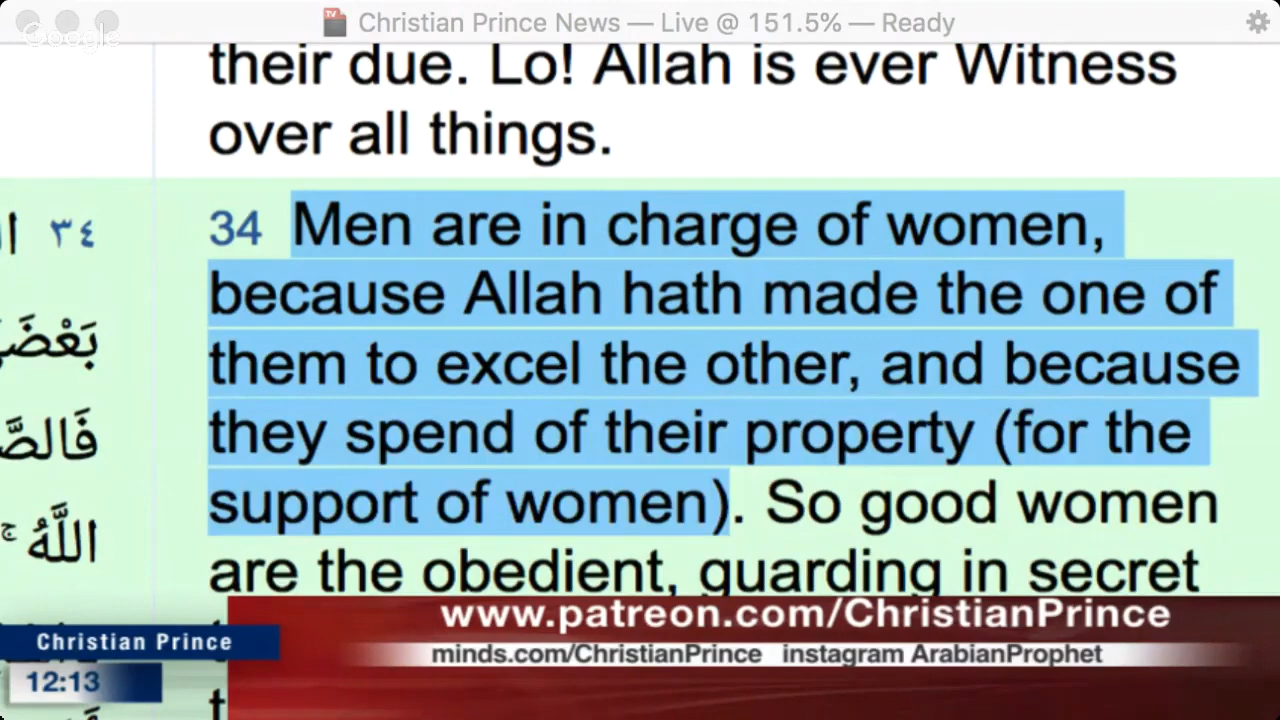 Christian Prince News — Live @ 151.5% — Ready
Google
their due. Lo! Allah is ever Witness
over all things.
٣٤
34 Men are in charge of women,
because Allah hath made the one of
بَعْضَ
them to excel the other, and because
فَالصَّ
they spend of their property (for the
support of women). So good women
اللَّهُ ۚ
are the obedient, guarding in secret
www.patreon.com/ChristianPrince
Christian Prince
minds.com/ChristianPrince instagram ArabianProphet
12:13